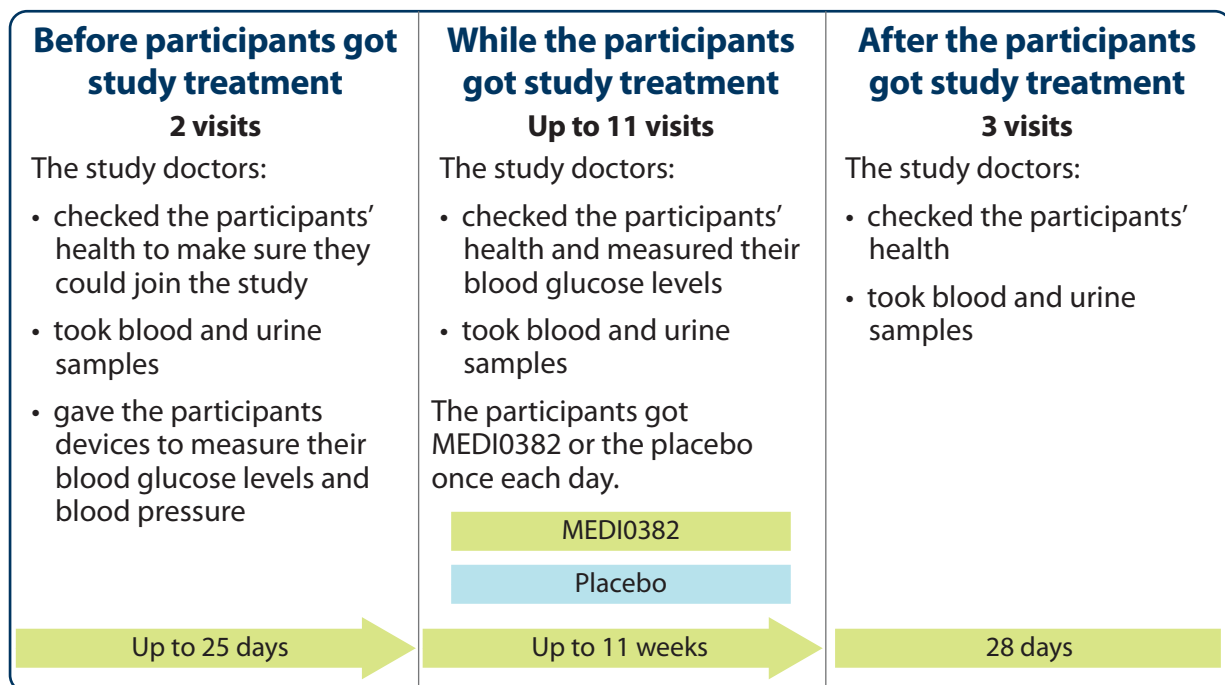 Before participants got
study treatment
2 visits
The study doctors:
• checked the participants’
health to make sure they
could join the study
• took blood and urine
samples
• gave the participants
devices to measure their
blood glucose levels and
blood pressure
Up to 25 days
While the participants
got study treatment
Up to 11 visits
The study doctors:
• checked the participants’
health and measured their
blood glucose levels
• took blood and urine
samples
The participants got
MEDI0382 or the placebo
once each day.
MEDI0382
Placebo
Up to 11 weeks
After the participants
got study treatment
3 visits
The study doctors:
• checked the participants’
health
• took blood and urine
samples
28 days